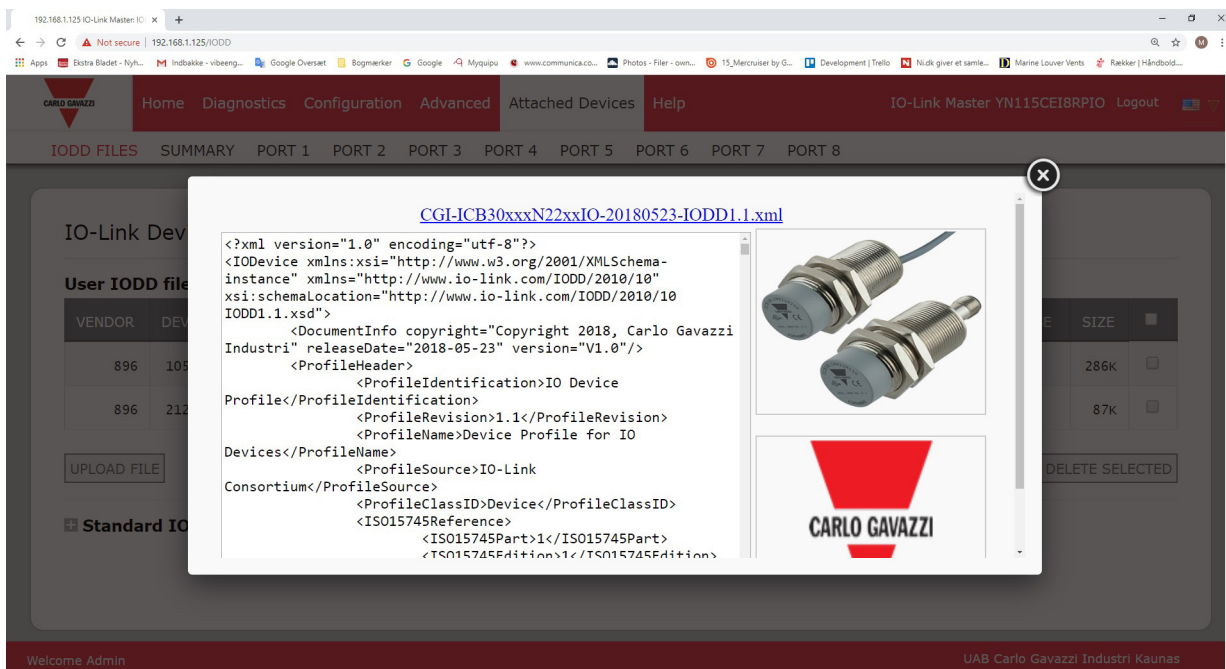 192.168.1.125 IO-Link Master: IO
Not secure 192.168.1.125/IODD
M
Apps Ekstra Bladet - Nyh... Indbakke - vibeeng... Google Oversæt Bogmærker Google Myquipu www.communica.co... Photos - Filer - own... 15_Mercruiser by G... Development | Trello Ni.dk giver et samle... Marine Louver Vents Rækker | Håndbold....
CARLO GAVAZZI
Home Diagnostics Configuration Advanced Attached Devices Help IO-Link Master YN115CEI8RPIO Logout
IODD FILES SUMMARY PORT 1 PORT 2 PORT 3 PORT 4 PORT 5 PORT 6 PORT 7 PORT 8
IO-Link Dev
User IODD file
VENDOR DEV E SIZE
896 105 286K
896 212 87K
UPLOAD FILE DELETE SELECTED
Standard IO
CGI-ICB30xxxN22xxIO-20180523-IODD1.1.xml
<?xml version="1.0" encoding="utf-8"?>
<IODevice xmlns:xsi="http://www.w3.org/2001/XMLSchema-
instance" xmlns="http://www.io-link.com/IODD/2010/10"
xsi:schemaLocation="http://www.io-link.com/IODD/2010/10
IODD1.1.xsd">
<DocumentInfo copyright="Copyright 2018, Carlo Gavazzi
Industri" releaseDate="2018-05-23" version="V1.0"/>
<ProfileHeader>
<ProfileIdentification>IO Device
Profile</ProfileIdentification>
<ProfileRevision>1.1</ProfileRevision>
<ProfileName>Device Profile for IO
Devices</ProfileName>
<ProfileSource>IO-Link
Consortium</ProfileSource>
<ProfileClassID>Device</ProfileClassID>
<ISO15745Reference>
<ISO15745Part>1</ISO15745Part>
<ISO15745Edition>1</ISO15745Edition>
CARLO GAVAZZI
Welcome Admin UAB Carlo Gavazzi Industri Kaunas